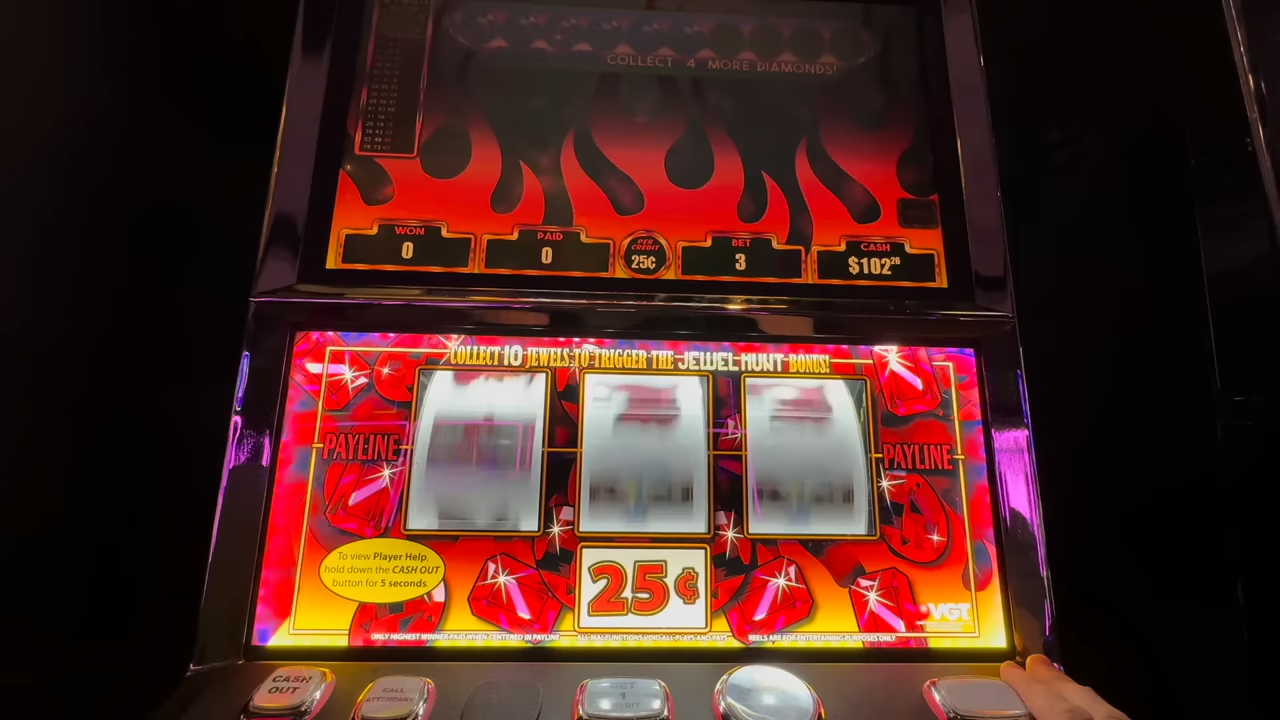 COLLECT 4 MORE DIAMONDS!
WON
0
PAID
0
PER CREDIT
25¢
BET
3
CASH
$102.26
COLLECT 10 JEWELS TO TRIGGER THE JEWEL HUNT BONUS!
PAYLINE
PAYLINE
To view Player Help,
hold down the CASH OUT
button for 5 seconds.
25¢
VGT
ONLY HIGHEST WINNER PAID WHEN CENTERED IN PAYLINE
ALL MALFUNCTIONS VOID ALL PLAYS AND PAYS
REELS ARE FOR ENTERTAINING PURPOSES ONLY
CASH
OUT
CALL
ATTENDANT
BET
1
CREDIT